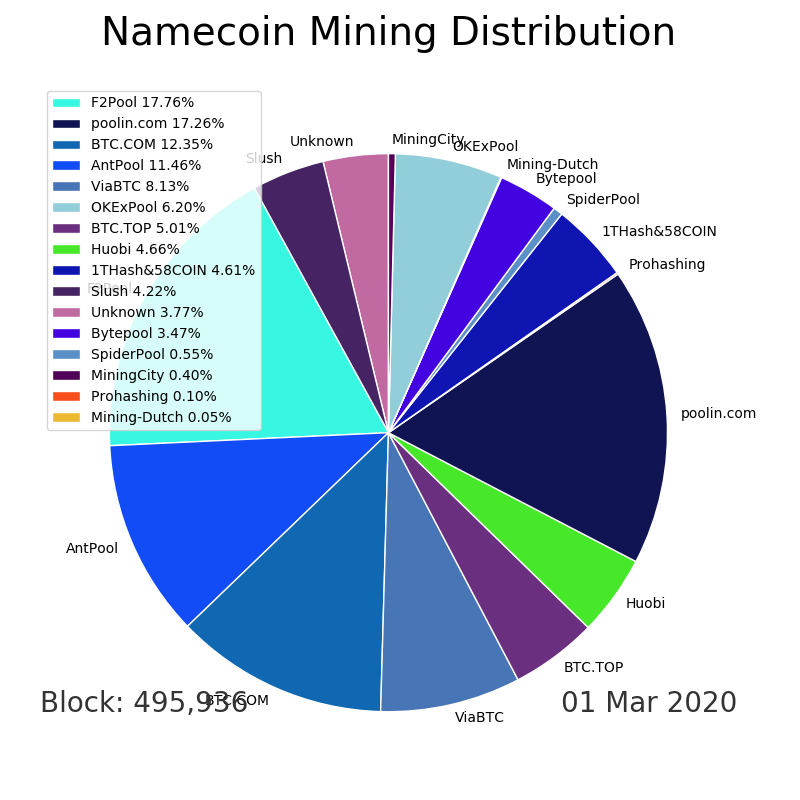 Namecoin Mining Distribution
F2Pool 17.76%
poolin.com 17.26%
BTC.COM 12.35%
AntPool 11.46%
ViaBTC 8.13%
OKExPool 6.20%
BTC.TOP 5.01%
Huobi 4.66%
1THash&58COIN 4.61%
Slush 4.22%
Unknown 3.77%
Bytepool 3.47%
SpiderPool 0.55%
MiningCity 0.40%
Prohashing 0.10%
Mining-Dutch 0.05%
MiningCity
OKExPool
Mining-Dutch
Bytepool
SpiderPool
1THash&58COIN
Prohashing
poolin.com
Huobi
BTC.TOP
ViaBTC
BTC.COM
AntPool
F2Pool
Slush
Unknown
Block: 495,936
01 Mar 2020